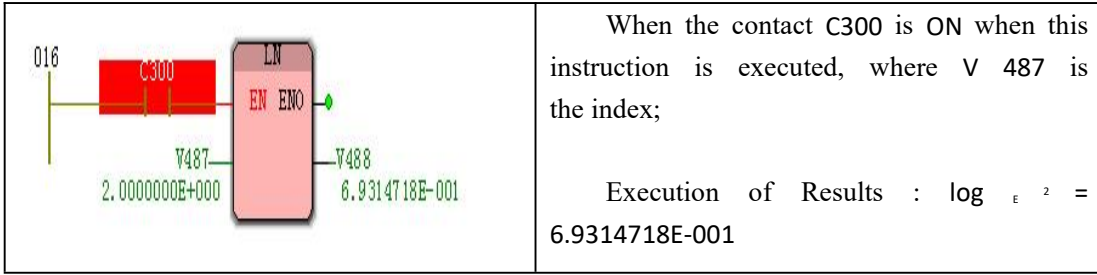 016
C300
LN
EN ENO
V487
V488
2.0000000E+000
6.9314718E-001
When the contact C300 is ON when this
instruction is executed, where V 487 is
the index;
Execution of Results : log E 2 =
6.9314718E-001